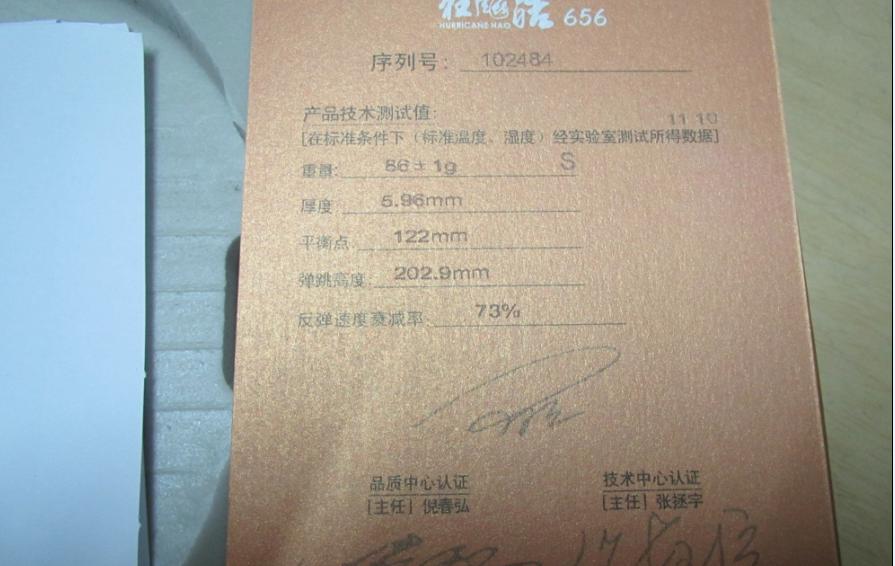 狂飚浩 656
HURRICANE HAO
序列号： 102484
产品技术测试值:
11 10
[在标准条件下（标准温度、湿度）经实验室测试所得数据]
重量: 86±1g S
厚度 5.96mm
平衡点 122mm
弹跳高度 202.9mm
反弹速度衰减率 73%
品质中心认证 技术中心认证
[主任] 倪春弘 [主任] 张拯宇